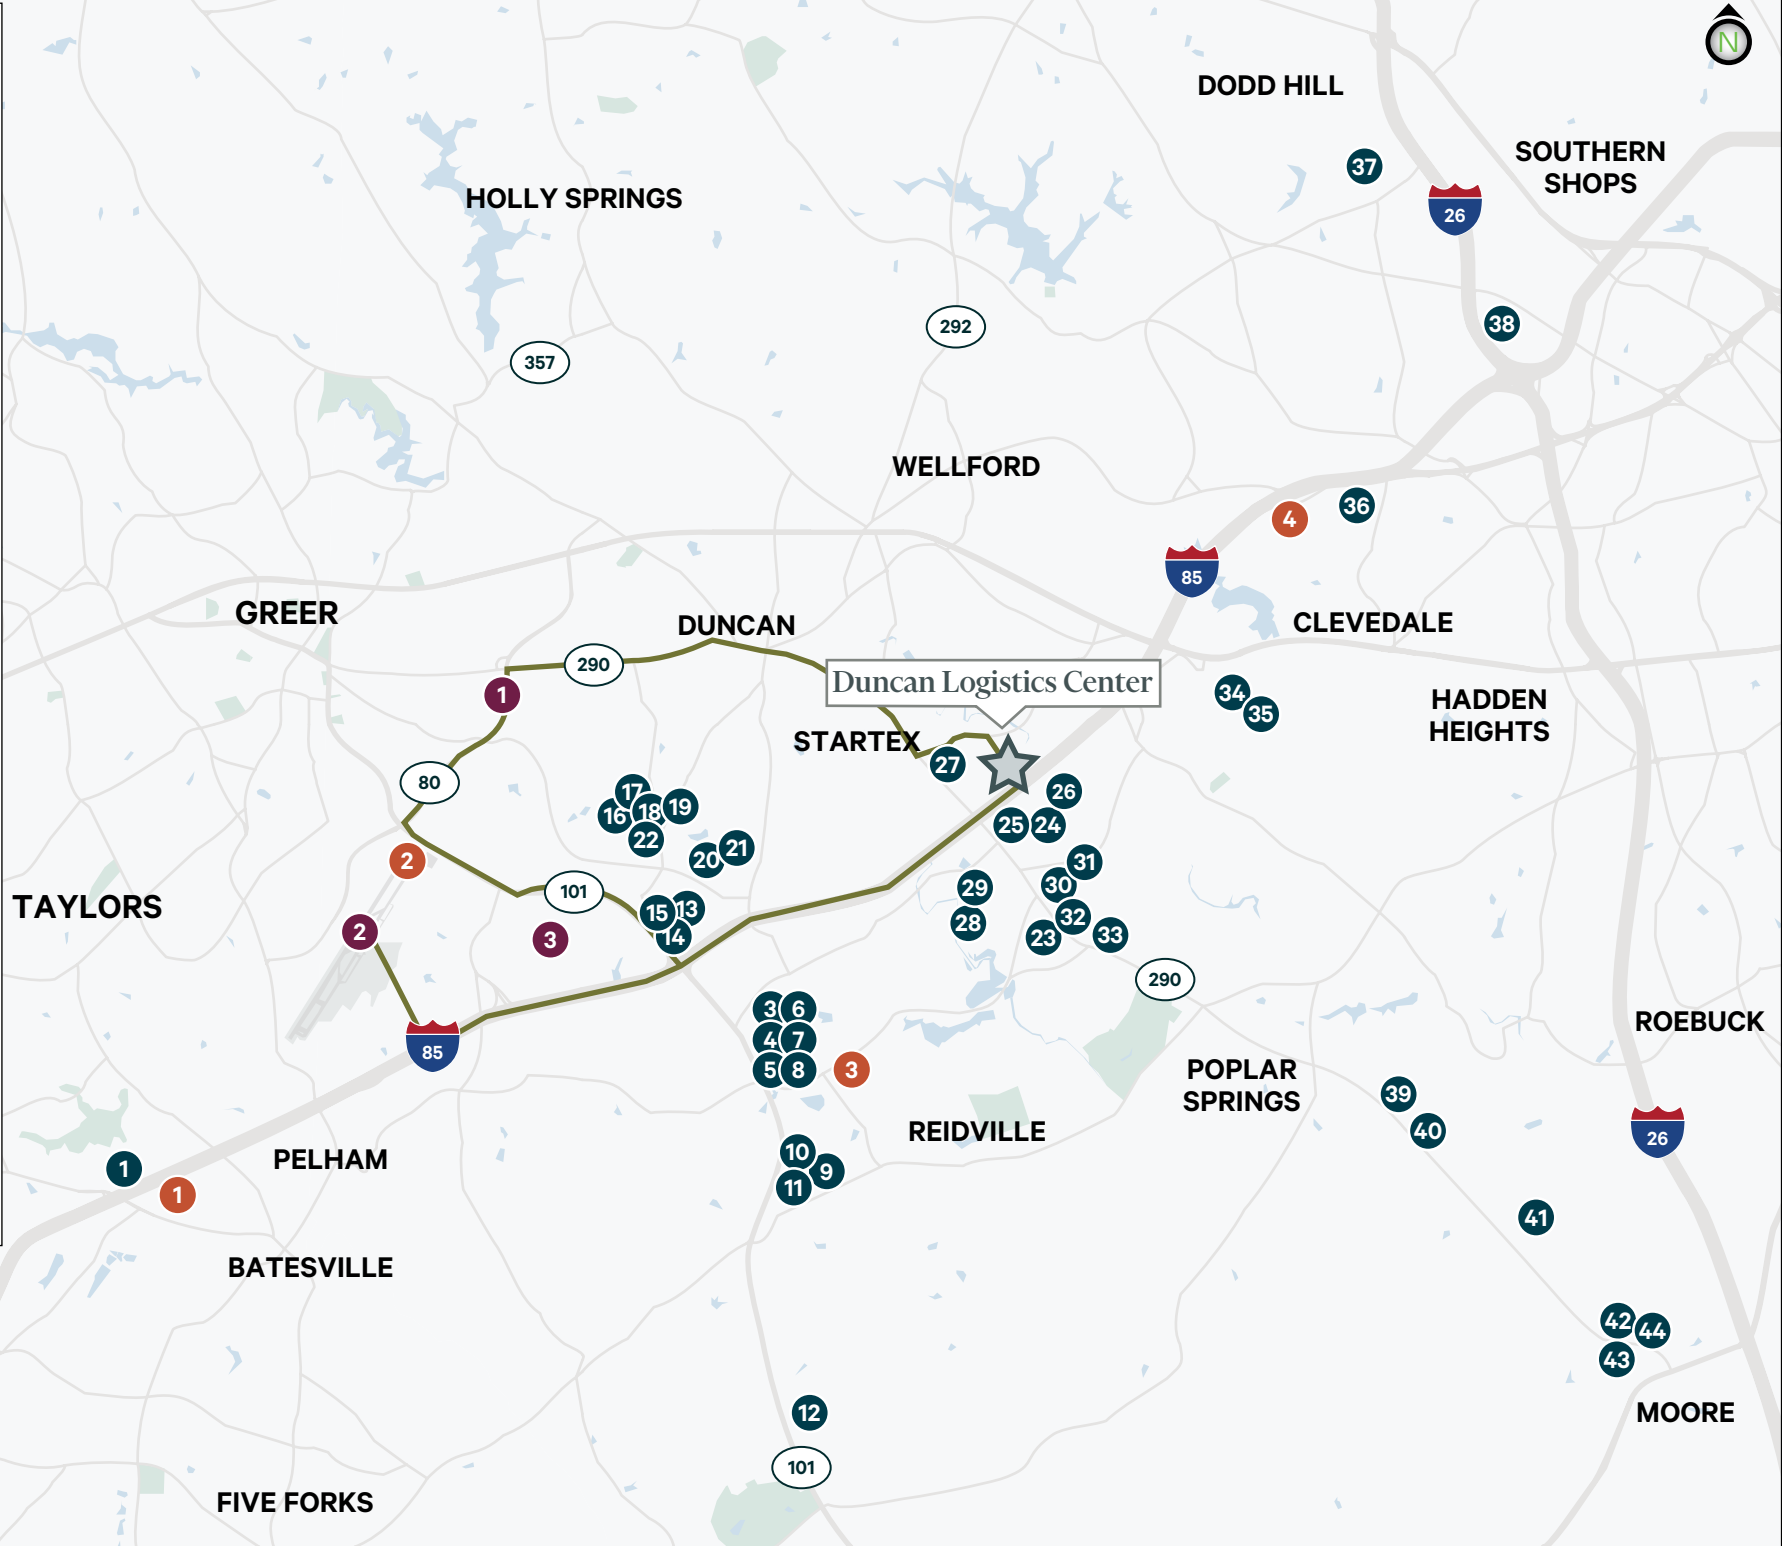 N
DODD HILL
SOUTHERN
SHOPS
37
26
HOLLY SPRINGS
38
292
357
WELLFORD
4
36
85
GREER
DUNCAN
CLEVEDALE
290
Duncan Logistics Center
1
34
35
HADDEN
HEIGHTS
STARTEX
27
80
17
16
18
19
26
22
25
24
20
21
2
31
101
29
30
TAYLORS
15
13
28
32
2
3
14
23
33
290
3
6
4
7
5
8
3
ROEBUCK
85
POPLAR
SPRINGS
39
40
26
REIDVILLE
PELHAM
10
9
11
1
1
41
BATESVILLE
42
44
43
12
MOORE
101
FIVE FORKS